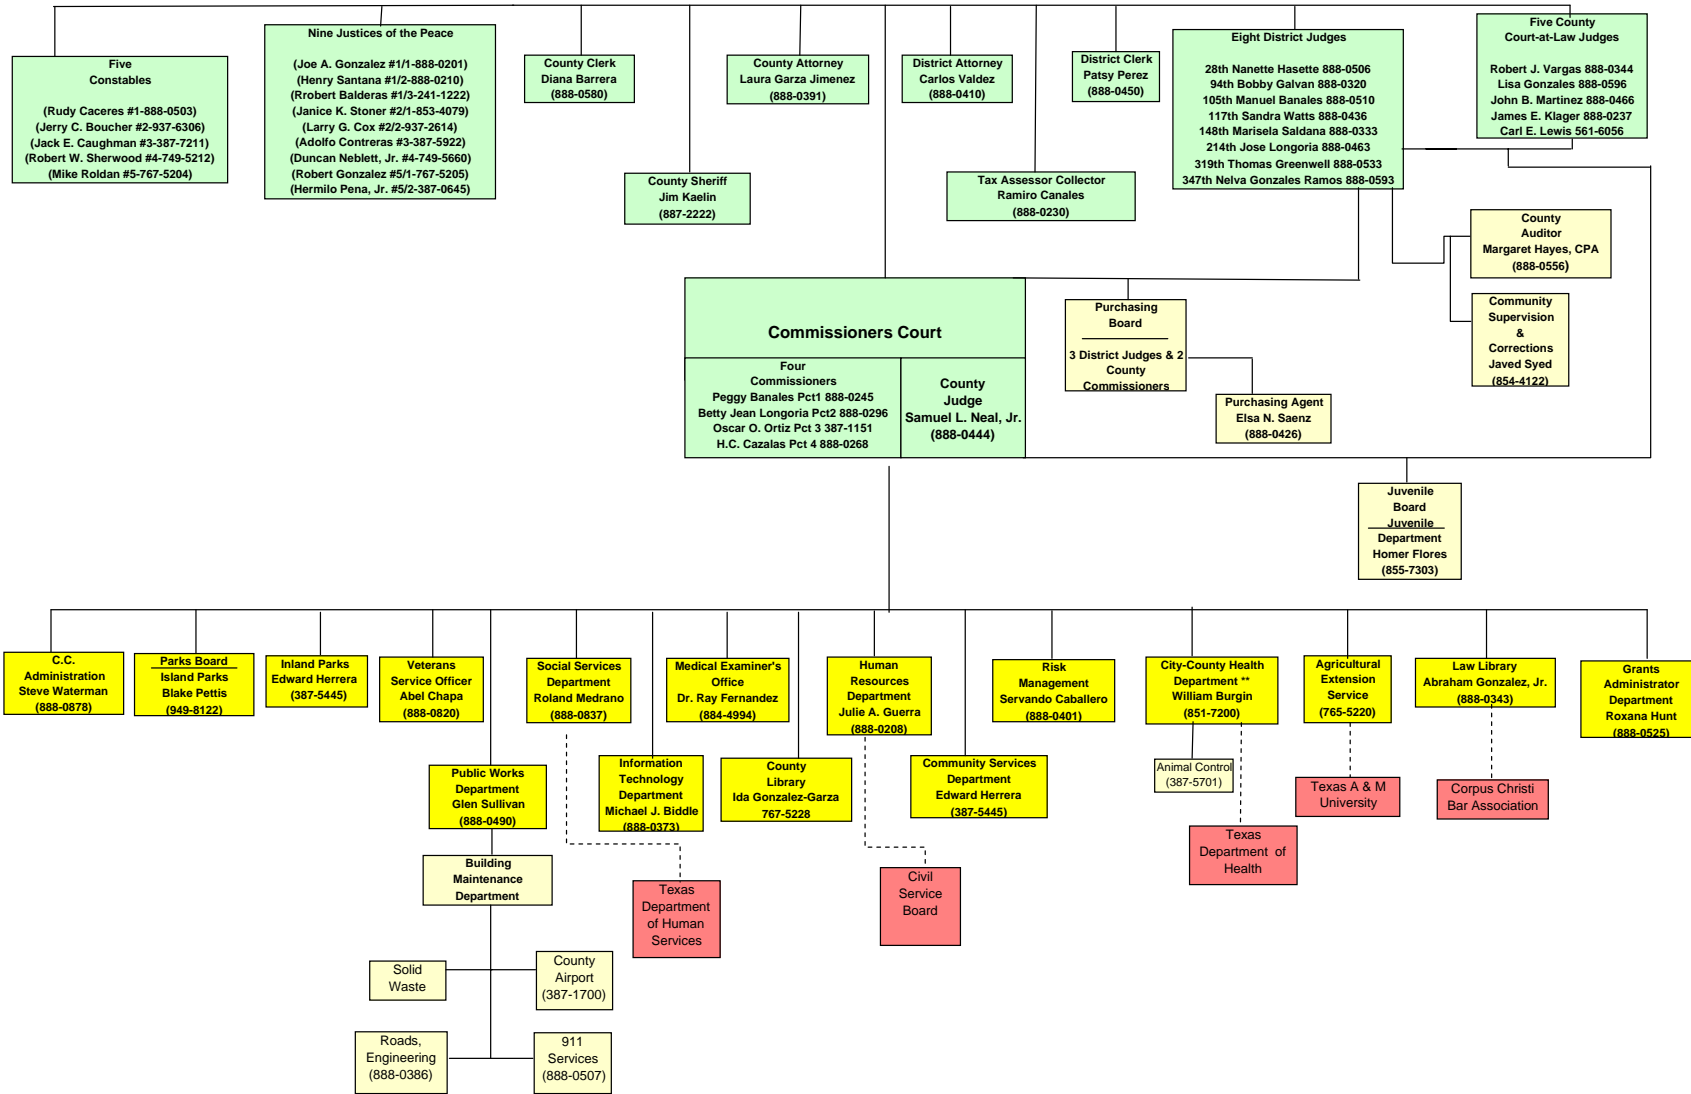 Five
Constables
(Rudy Caceres #1-888-0503)
(Jerry C. Boucher #2-937-6306)
(Jack E. Caughman #3-387-7211)
(Robert W. Sherwood #4-749-5212)
(Mike Roldan #5-767-5204)
Nine Justices of the Peace
(Joe A. Gonzalez #1/1-888-0201)
(Henry Santana #1/2-888-0210)
(Rrobert Balderas #1/3-241-1222)
(Janice K. Stoner #2/1-853-4079)
(Larry G. Cox #2/2-937-2614)
(Adolfo Contreras #3-387-5922)
(Duncan Neblett, Jr. #4-749-5660)
(Robert Gonzalez #5/1-767-5205)
(Hermilo Pena, Jr. #5/2-387-0645)
County Clerk
Diana Barrera
(888-0580)
County Sheriff
Jim Kaelin
(887-2222)
County Attorney
Laura Garza Jimenez
(888-0391)
District Attorney
Carlos Valdez
(888-0410)
Tax Assessor Collector
Ramiro Canales
(888-0230)
District Clerk
Patsy Perez
(888-0450)
Eight District Judges
28th Nanette Hasette 888-0506
94th Bobby Galvan 888-0320
105th Manuel Banales 888-0510
117th Sandra Watts 888-0436
148th Marisela Saldana 888-0333
214th Jose Longoria 888-0463
319th Thomas Greenwell 888-0533
347th Nelva Gonzales Ramos 888-0593
Five County
Court-at-Law Judges
Robert J. Vargas 888-0344
Lisa Gonzales 888-0596
John B. Martinez 888-0466
James E. Klager 888-0237
Carl E. Lewis 561-6056
County
Auditor
Margaret Hayes, CPA
(888-0556)
Community
Supervision
&
Corrections
Javed Syed
(854-4122)
Commissioners Court
Four
Commissioners
Peggy Banales Pct1 888-0245
Betty Jean Longoria Pct2 888-0296
Oscar O. Ortiz Pct 3 387-1151
H.C. Cazalas Pct 4 888-0268
County
Judge
Samuel L. Neal, Jr.
(888-0444)
Purchasing
Board
3 District Judges & 2
County
Commissioners
Purchasing Agent
Elsa N. Saenz
(888-0426)
Juvenile
Board
Juvenile
Department
Homer Flores
(855-7303)
C.C.
Administration
Steve Waterman
(888-0878)
Parks Board
Island Parks
Blake Pettis
(949-8122)
Inland Parks
Edward Herrera
(387-5445)
Veterans
Service Officer
Abel Chapa
(888-0820)
Social Services
Department
Roland Medrano
(888-0837)
Medical Examiner's
Office
Dr. Ray Fernandez
(884-4994)
Human
Resources
Department
Julie A. Guerra
(888-0208)
Risk
Management
Servando Caballero
(888-0401)
City-County Health
Department **
William Burgin
(851-7200)
Agricultural
Extension
Service
(765-5220)
Law Library
Abraham Gonzalez, Jr.
(888-0343)
Grants
Administrator
Department
Roxana Hunt
(888-0525)
Public Works
Department
Glen Sullivan
(888-0490)
Information
Technology
Department
Michael J. Biddle
(888-0373)
County
Library
Ida Gonzalez-Garza
767-5228
Community Services
Department
Edward Herrera
(387-5445)
Animal Control
(387-5701)
Texas A & M
University
Corpus Christi
Bar Association
Texas
Department of
Health
Building
Maintenance
Department
Texas
Department
of Human
Services
Civil
Service
Board
Solid
Waste
County
Airport
(387-1700)
Roads,
Engineering
(888-0386)
911
Services
(888-0507)